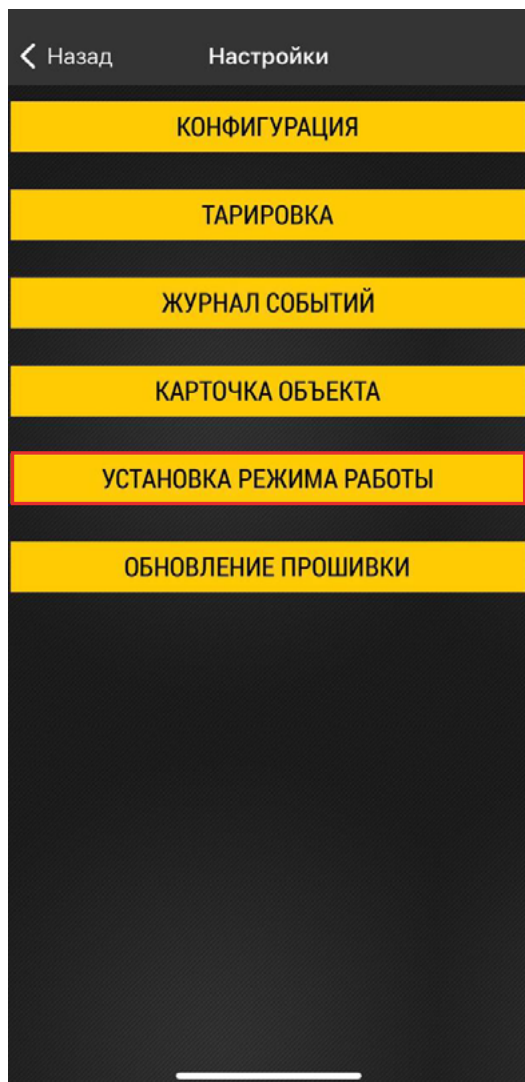 Назад Настройки
КОНФИГУРАЦИЯ
ТАРИРОВКА
ЖУРНАЛ СОБЫТИЙ
КАРТОЧКА ОБЪЕКТА
УСТАНОВКА РЕЖИМА РАБОТЫ
ОБНОВЛЕНИЕ ПРОШИВКИ